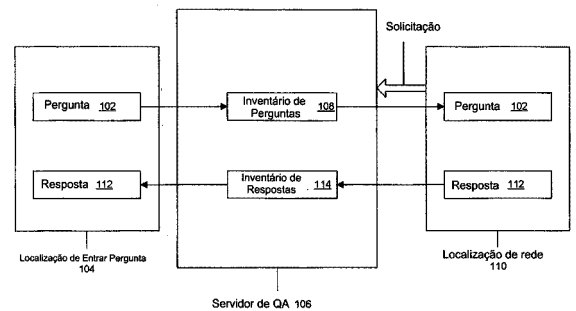 Solicitação
Pergunta 102
Inventário de
Perguntas 108
Pergunta 102
Resposta 112
Inventário de
Respostas 114
Resposta 112
Localização de Entrar Pergunta
104
Localização de rede
110
Servidor de QA 106